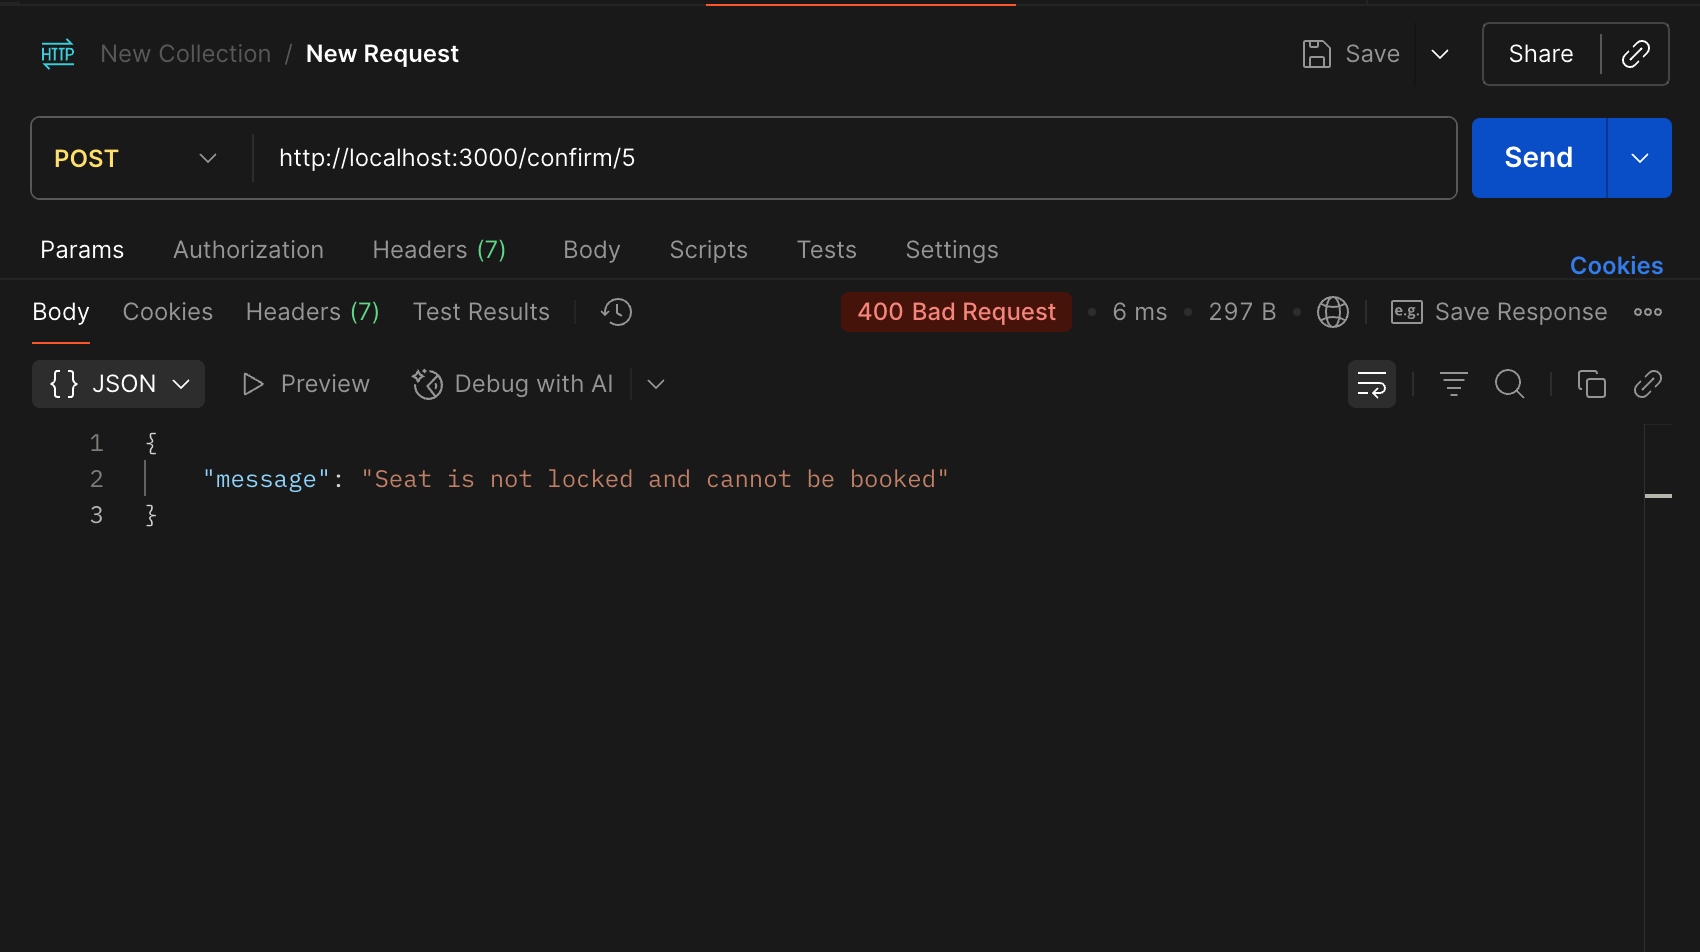 HTTP New Collection / New Request Save Share
POST http://localhost:3000/confirm/5 Send
Params Authorization Headers (7) Body Scripts Tests Settings Cookies
Body Cookies Headers (7) Test Results 400 Bad Request • 6 ms • 297 B • e.g. Save Response
{} JSON Preview Debug with AI
1 {
2 "message": "Seat is not locked and cannot be booked"
3 }